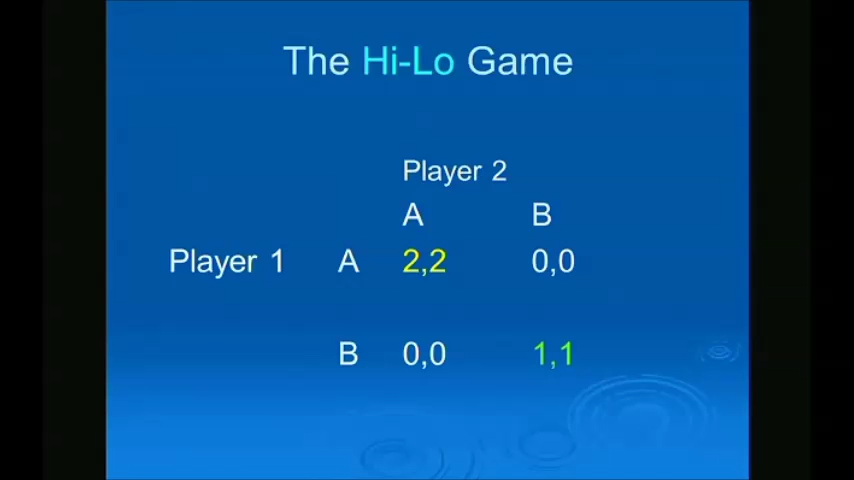 The Hi-Lo Game
Player 2
A B
Player 1 A 2,2 0,0
B 0,0 1,1